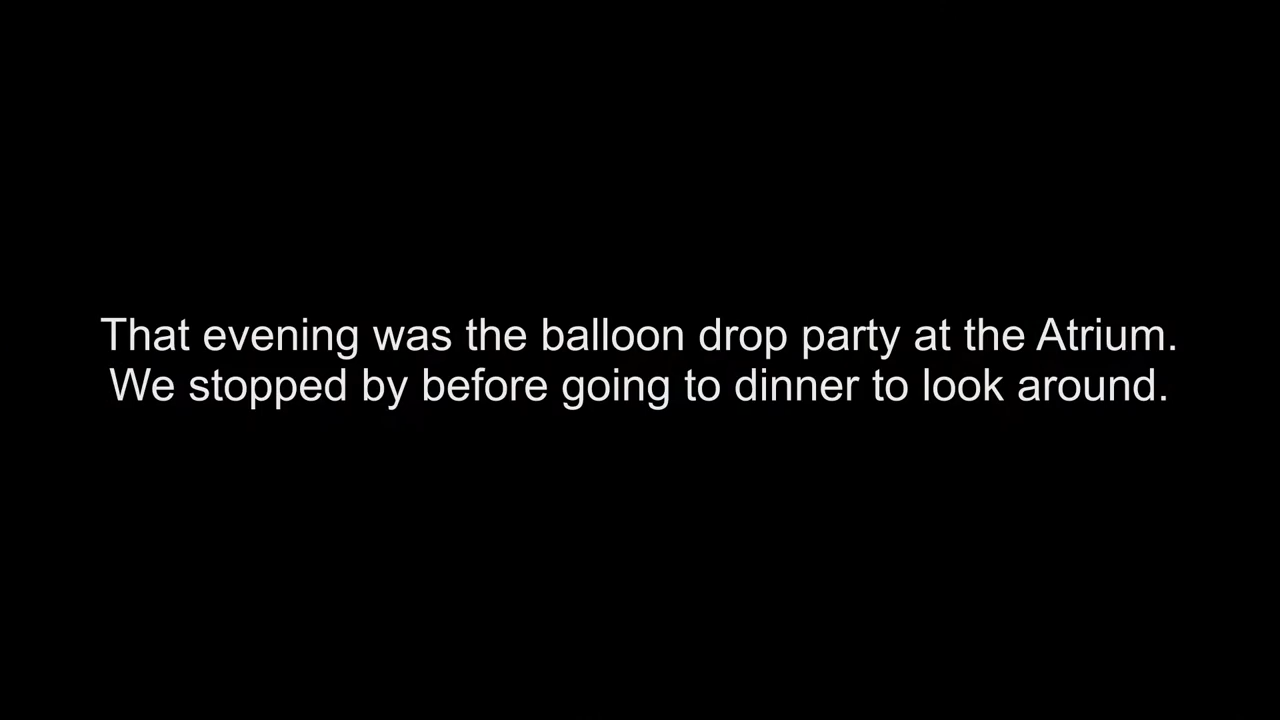 That evening was the balloon drop party at the Atrium.
We stopped by before going to dinner to look around.